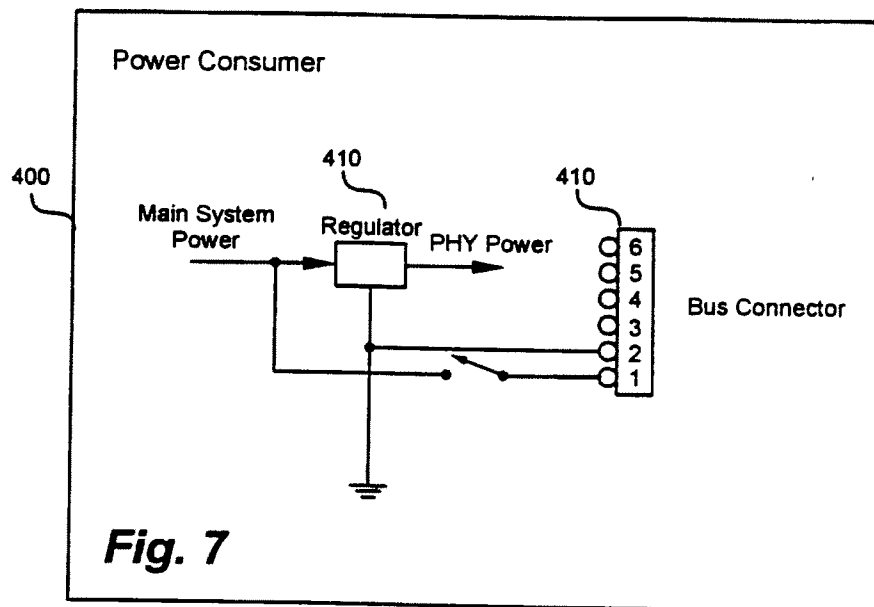 Power Consumer
400
410
410
Main System
Power
Regulator
PHY Power
6
5
4
3
2
1
Bus Connector
Fig. 7